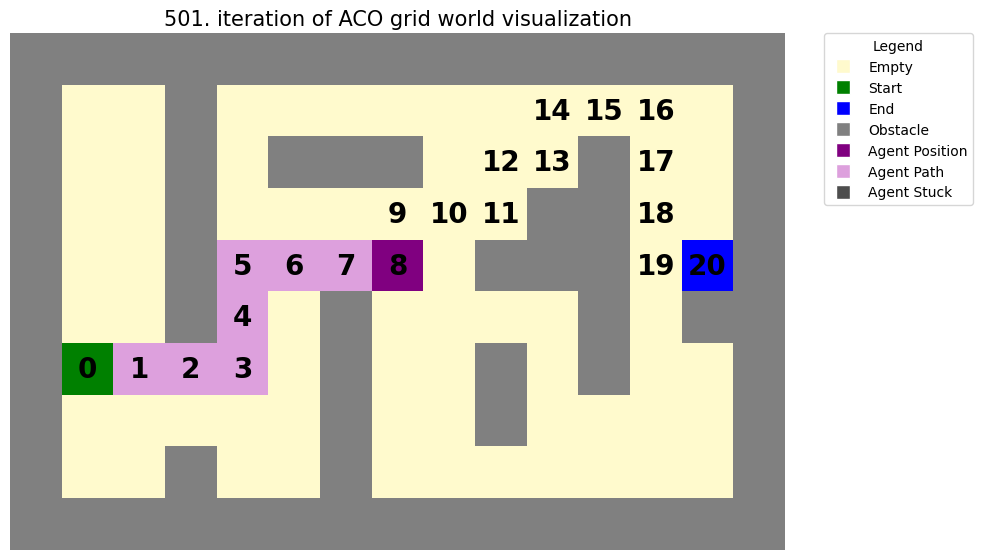 501. iteration of ACO grid world visualization
14 15 16
12 13 17
9 10 11 18
5 6 7 8 19 20
4
0 1 2 3
Legend
Empty
Start
End
Obstacle
Agent Position
Agent Path
Agent Stuck